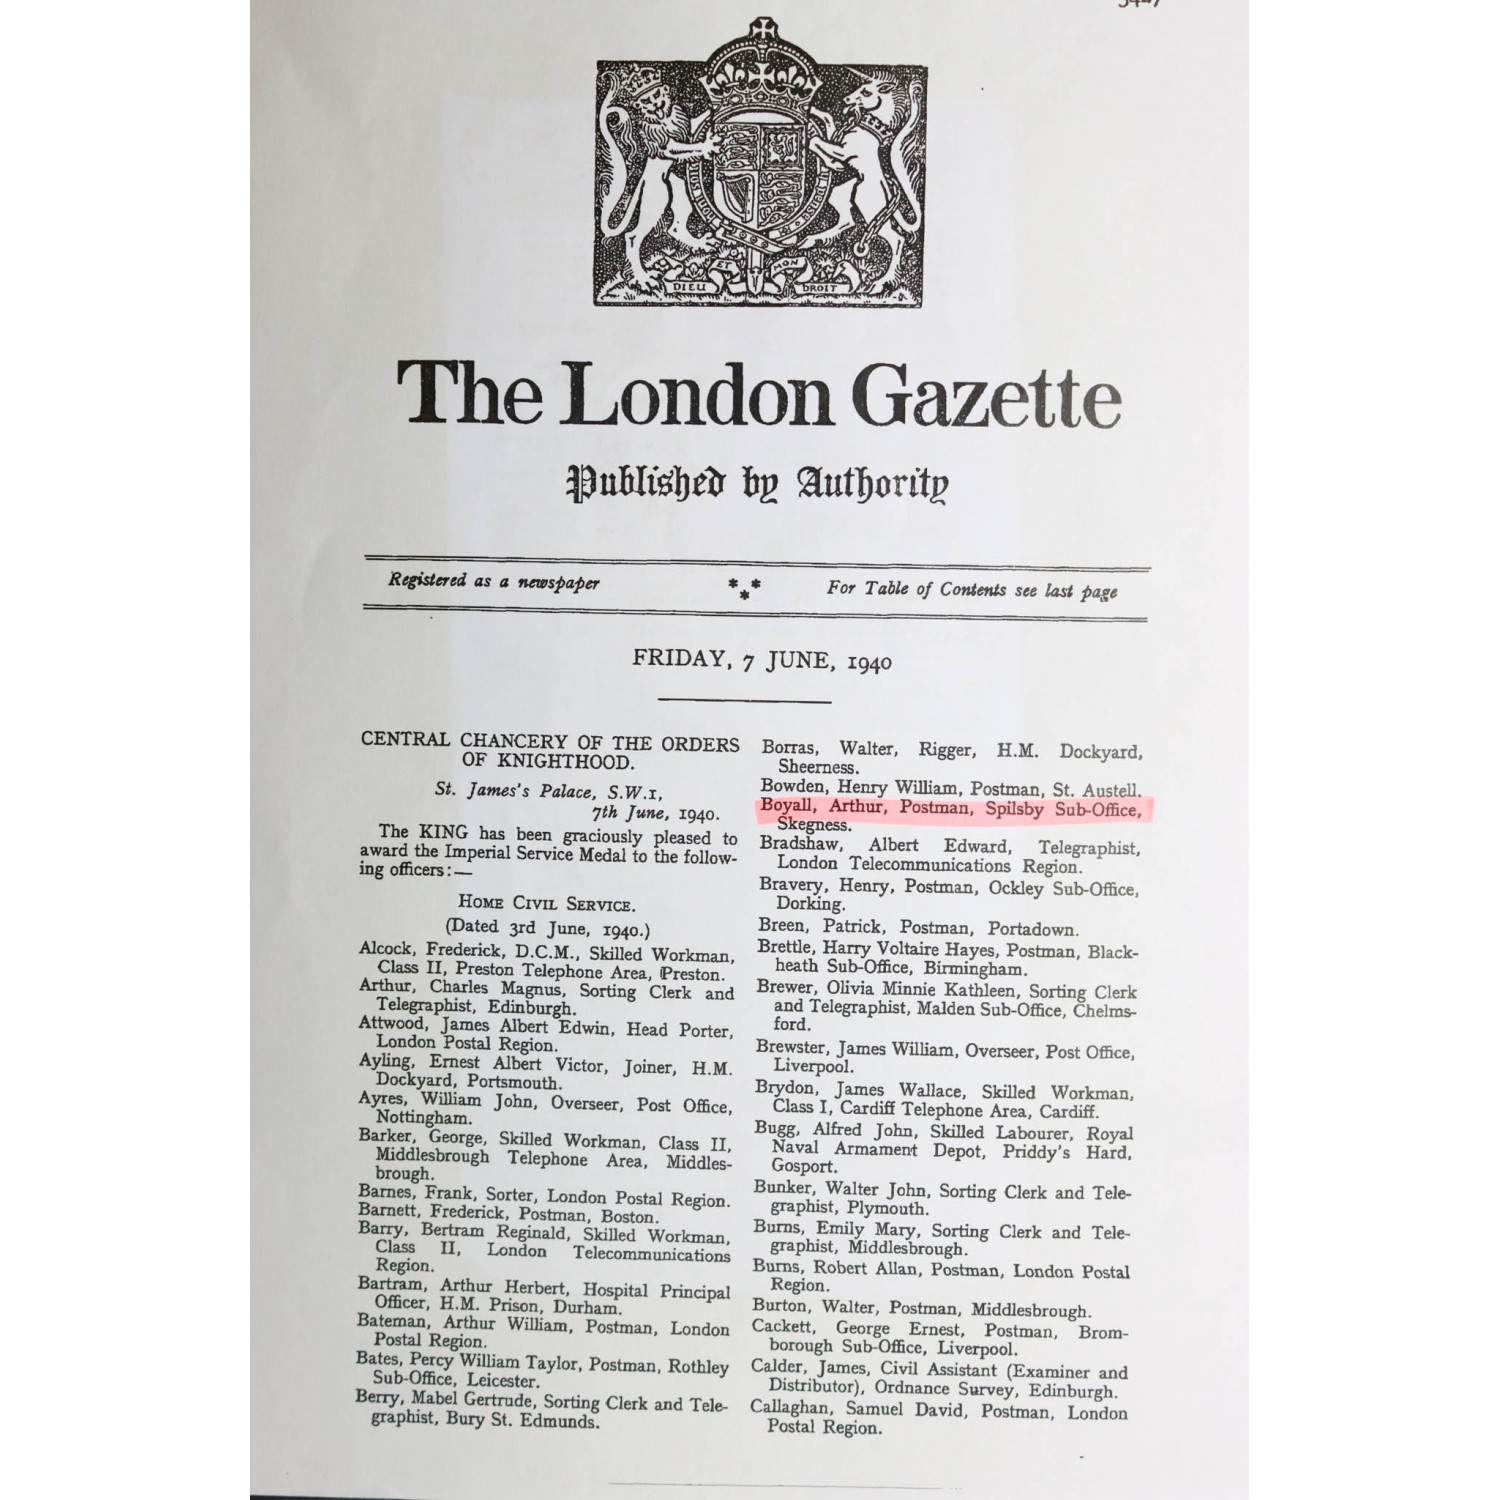 ET
MON
DIEU
DROIT
The London Gazette
Published by Authority
Registered as a newspaper
* * *
For Table of Contents see last page
FRIDAY, 7 JUNE, 1940
CENTRAL CHANCERY OF THE ORDERS
OF KNIGHTHOOD.
St. James's Palace, S.W.1,
7th June, 1940.
The KING has been graciously pleased to
award the Imperial Service Medal to the follow-
ing officers:—
HOME CIVIL SERVICE.
(Dated 3rd June, 1940.)
Alcock, Frederick, D.C.M., Skilled Workman,
Class II, Preston Telephone Area, Preston.
Arthur, Charles Magnus, Sorting Clerk and
Telegraphist, Edinburgh.
Attwood, James Albert Edwin, Head Porter,
London Postal Region.
Ayling, Ernest Albert Victor, Joiner, H.M.
Dockyard, Portsmouth.
Ayres, William John, Overseer, Post Office,
Nottingham.
Barker, George, Skilled Workman, Class II,
Middlesbrough Telephone Area, Middles-
brough.
Barnes, Frank, Sorter, London Postal Region.
Barnett, Frederick, Postman, Boston.
Barry, Bertram Reginald, Skilled Workman,
Class II, London Telecommunications
Region.
Bartram, Arthur Herbert, Hospital Principal
Officer, H.M. Prison, Durham.
Bateman, Arthur William, Postman, London
Postal Region.
Bates, Percy William Taylor, Postman, Rothley
Sub-Office, Leicester.
Berry, Mabel Gertrude, Sorting Clerk and Tele-
graphist, Bury St. Edmunds.
Borras, Walter, Rigger, H.M. Dockyard,
Sheerness.
Bowden, Henry William, Postman, St. Austell.
Boyall, Arthur, Postman, Spilsby Sub-Office,
Skegness.
Bradshaw, Albert Edward, Telegraphist,
London Telecommunications Region.
Bravery, Henry, Postman, Ockley Sub-Office,
Dorking.
Breen, Patrick, Postman, Portadown.
Brettle, Harry Voltaire Hayes, Postman, Black-
heath Sub-Office, Birmingham.
Brewer, Olivia Minnie Kathleen, Sorting Clerk
and Telegraphist, Malden Sub-Office, Chelms-
ford.
Brewster, James William, Overseer, Post Office,
Liverpool.
Brydon, James Wallace, Skilled Workman,
Class I, Cardiff Telephone Area, Cardiff.
Bugg, Alfred John, Skilled Labourer, Royal
Naval Armament Depot, Priddy's Hard,
Gosport.
Bunker, Walter John, Sorting Clerk and Tele-
graphist, Plymouth.
Burns, Emily Mary, Sorting Clerk and Tele-
graphist, Middlesbrough.
Burns, Robert Allan, Postman, London Postal
Region.
Burton, Walter, Postman, Middlesbrough.
Cackett, George Ernest, Postman, Brom-
borough Sub-Office, Liverpool.
Calder, James, Civil Assistant (Examiner and
Distributor), Ordnance Survey, Edinburgh.
Callaghan, Samuel David, Postman, London
Postal Region.